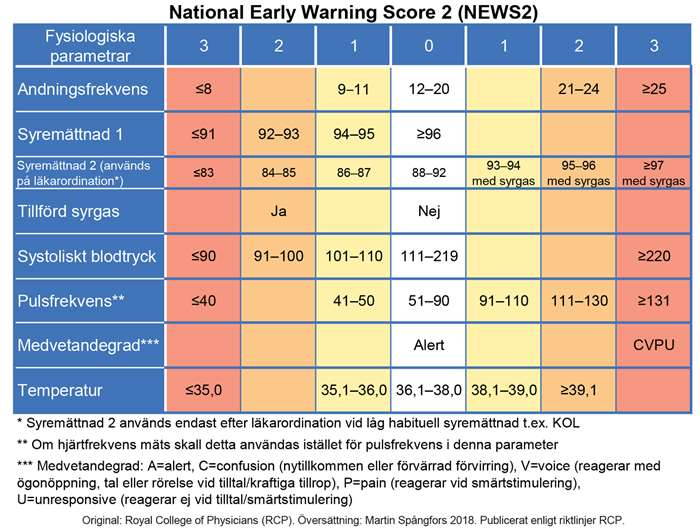 National Early Warning Score 2 (NEWS2)
Fysiologiska parametrar 3 2 1 0 1 2 3
Andningsfrekvens ≤8 9–11 12–20 21–24 ≥25
Syremättnad 1 ≤91 92–93 94–95 ≥96
Syremättnad 2 (används på läkarordination*) ≤83 84–85 86–87 88–92 93–94 med syrgas 95–96 med syrgas ≥97 med syrgas
Tillförd syrgas Ja Nej
Systoliskt blodtryck ≤90 91–100 101–110 111–219 ≥220
Pulsfrekvens** ≤40 41–50 51–90 91–110 111–130 ≥131
Medvetandegrad*** Alert CVPU
Temperatur ≤35,0 35,1–36,0 36,1–38,0 38,1–39,0 ≥39,1
* Syremättnad 2 används endast efter läkarordination vid låg habituell syremättnad t.ex. KOL
** Om hjärtfrekvens mäts skall detta användas istället för pulsfrekvens i denna parameter
*** Medvetandegrad: A=alert, C=confusion (nytillkommen eller förvärrad förvirring), V=voice (reagerar med
ögonöppning, tal eller rörelse vid tilltal/kraftiga tillrop), P=pain (reagerar vid smärtstimulering),
U=unresponsive (reagerar ej vid tilltal/smärtstimulering)
Original: Royal College of Physicians (RCP). Översättning: Martin Spångfors 2018. Publicerat enligt riktlinjer RCP.